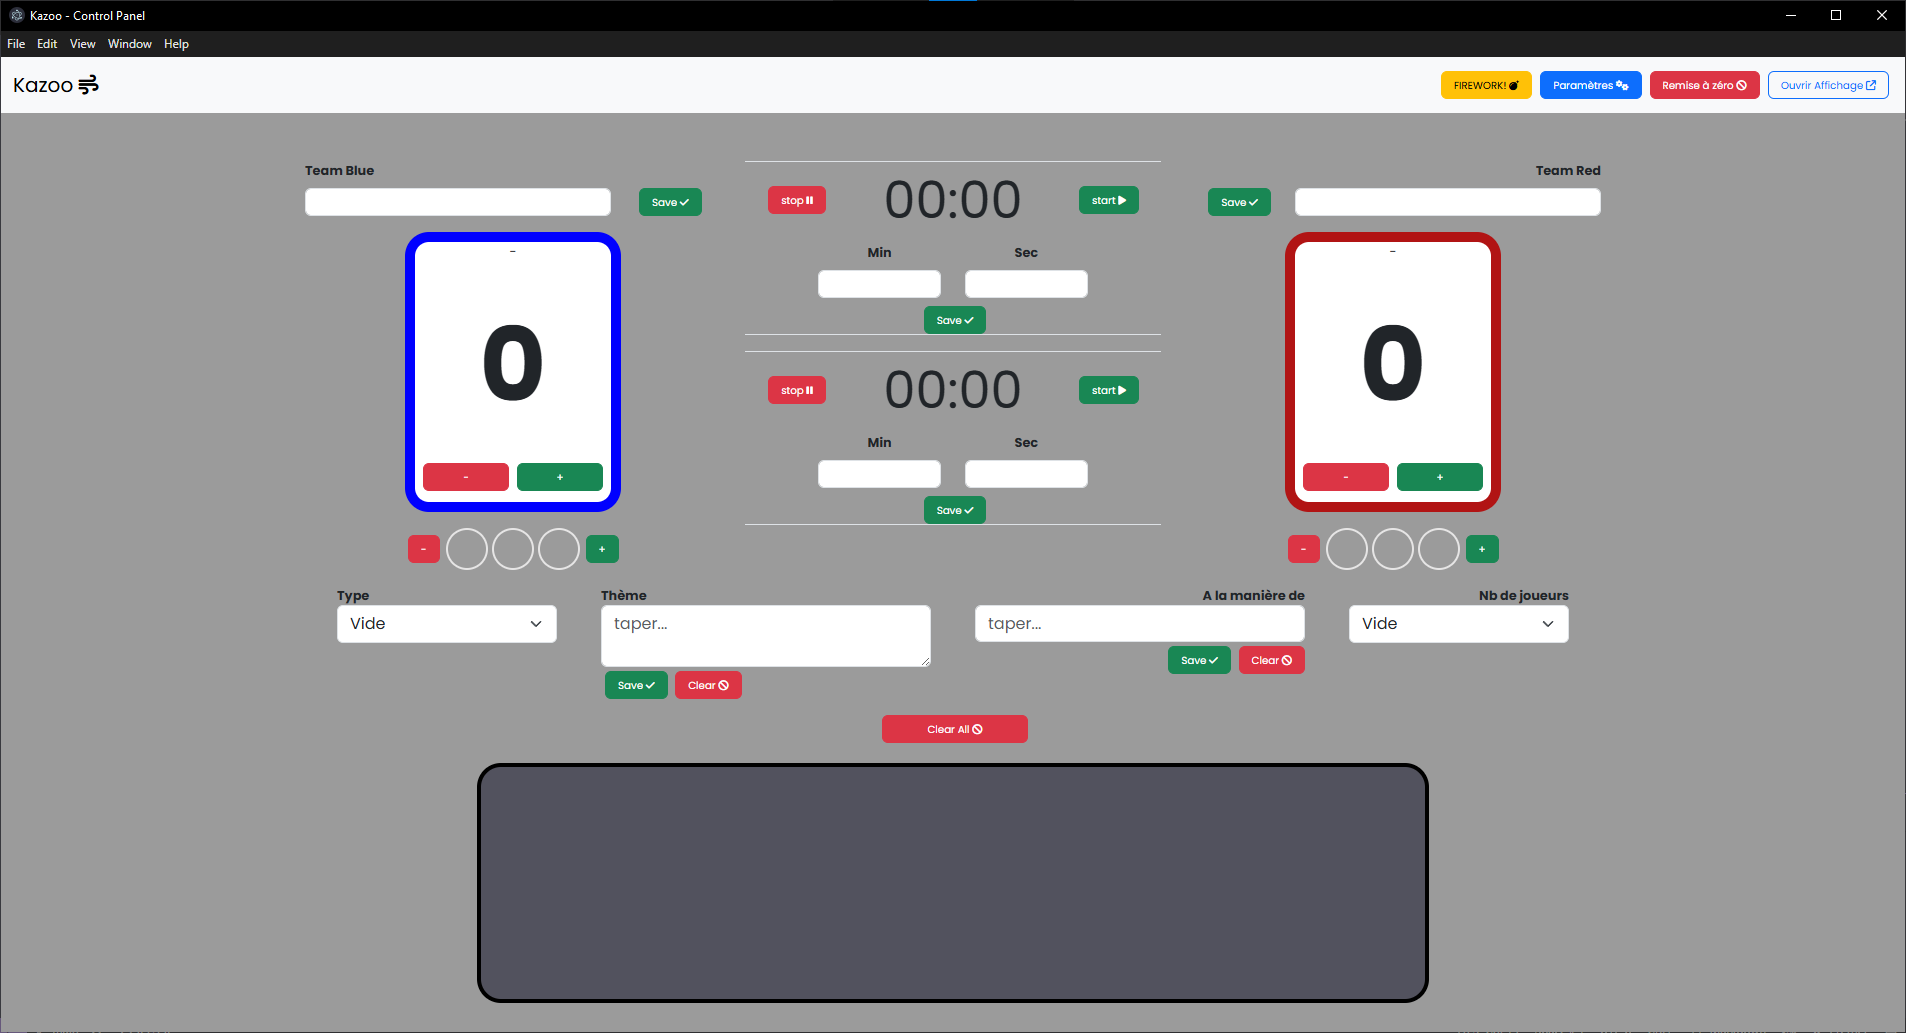 Kazoo - Control Panel
File Edit View Window Help
Kazoo
FIREWORK! Paramètres Remise à zéro Ouvrir Affichage
Team Blue
Save
-
0
- +
- +
stop 00:00 start
Min Sec
Save
stop 00:00 start
Min Sec
Save
Team Red
Save
-
0
- +
- +
Type
Vide
Thème
taper...
Save Clear
A la manière de
taper...
Save Clear
Nb de joueurs
Vide
Clear All